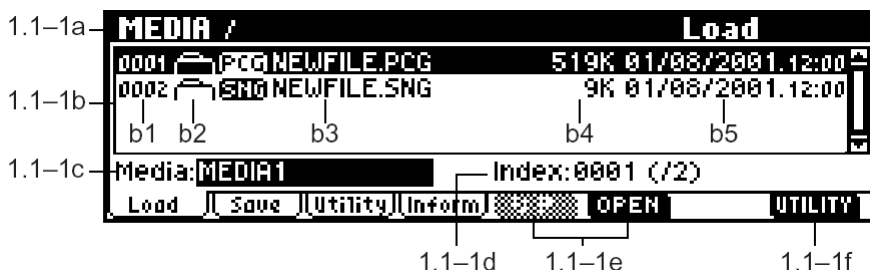 1.1–1a MEDIA / Load
0001 PCG NEWFILE.PCG 519K 01/08/2001.12:00
1.1–1b
0002 SNG NEWFILE.SNG 9K 01/08/2001.12:00
b1 b2 b3 b4 b5
1.1–1c Media:MEDIA1 Index:0001 (/2)
Load Save Utility Inform OPEN UTILITY
1.1–1d 1.1–1e 1.1–1f